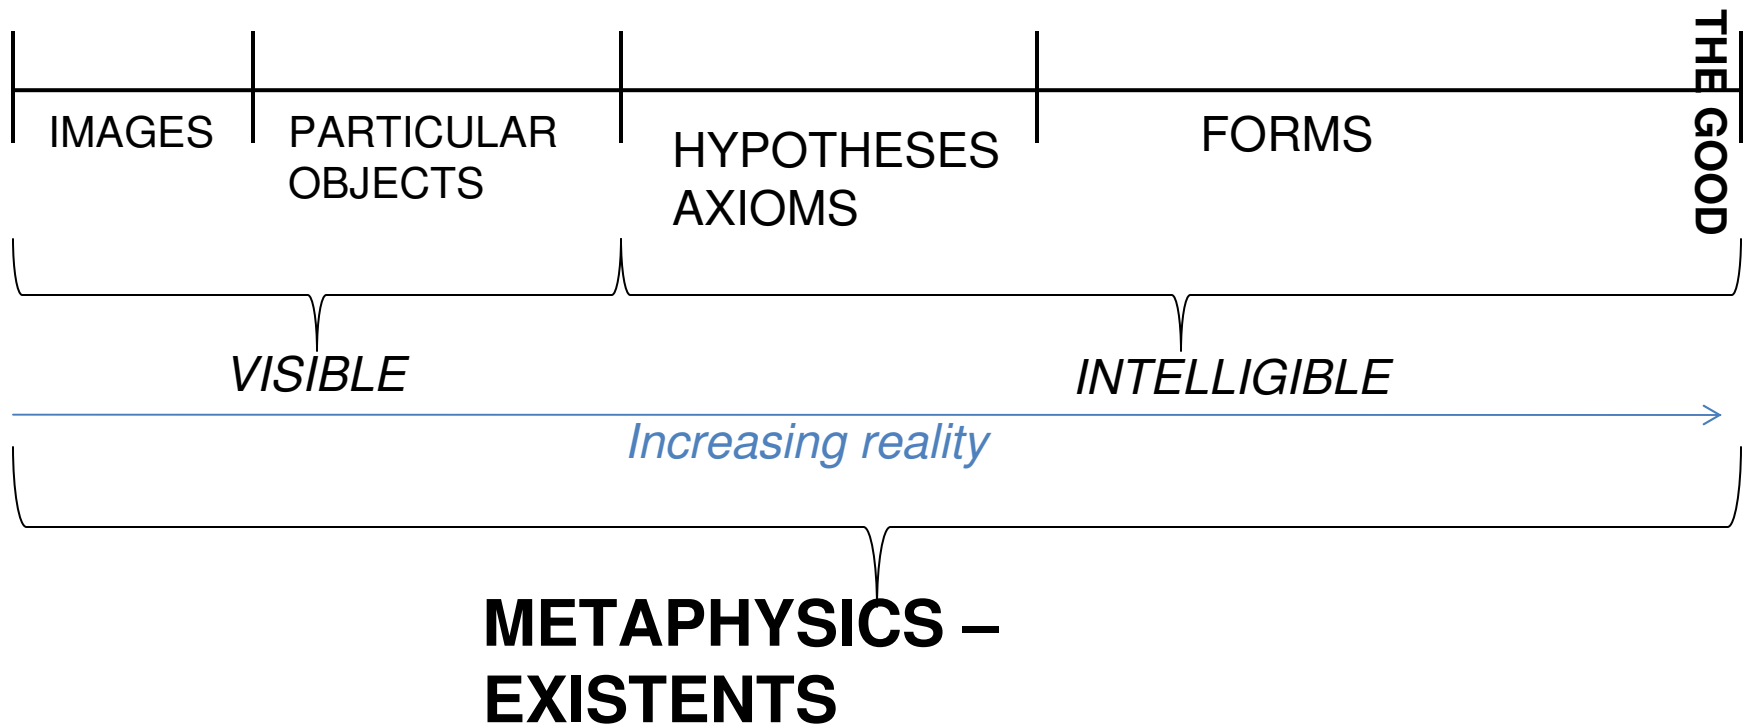 IMAGES
PARTICULAR
OBJECTS
HYPOTHESES
AXIOMS
FORMS
THE GOOD
VISIBLE
INTELLIGIBLE
Increasing reality
METAPHYSICS –
EXISTENTS